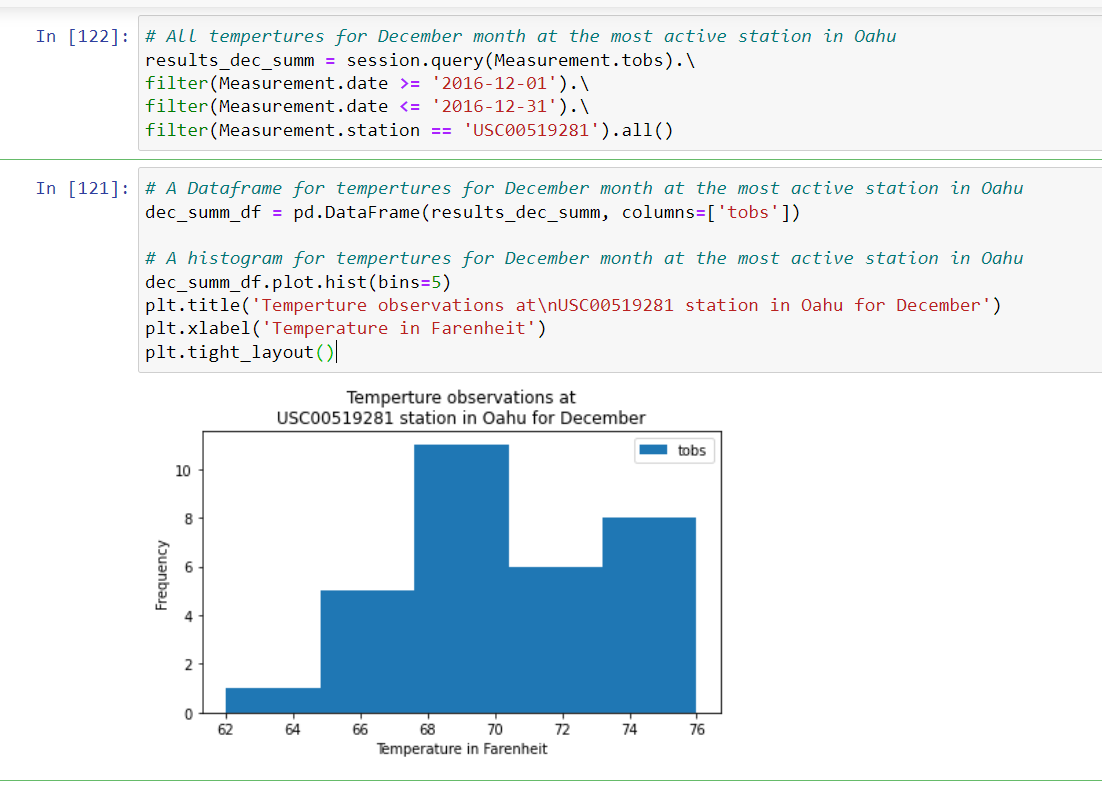 In [122]: # All tempertures for December month at the most active station in Oahu
results_dec_summ = session.query(Measurement.tobs).\
filter(Measurement.date >= '2016-12-01').\
filter(Measurement.date <= '2016-12-31').\
filter(Measurement.station == 'USC00519281').all()
In [121]: # A Dataframe for tempertures for December month at the most active station in Oahu
dec_summ_df = pd.DataFrame(results_dec_summ, columns=['tobs'])
# A histogram for tempertures for December month at the most active station in Oahu
dec_summ_df.plot.hist(bins=5)
plt.title('Temperture observations at\nUSC00519281 station in Oahu for December')
plt.xlabel('Temperature in Farenheit')
plt.tight_layout()
Temperture observations at
USC00519281 station in Oahu for December
tobs
10
8
6
4
2
0
Frequency
62 64 66 68 70 72 74 76
Temperature in Farenheit